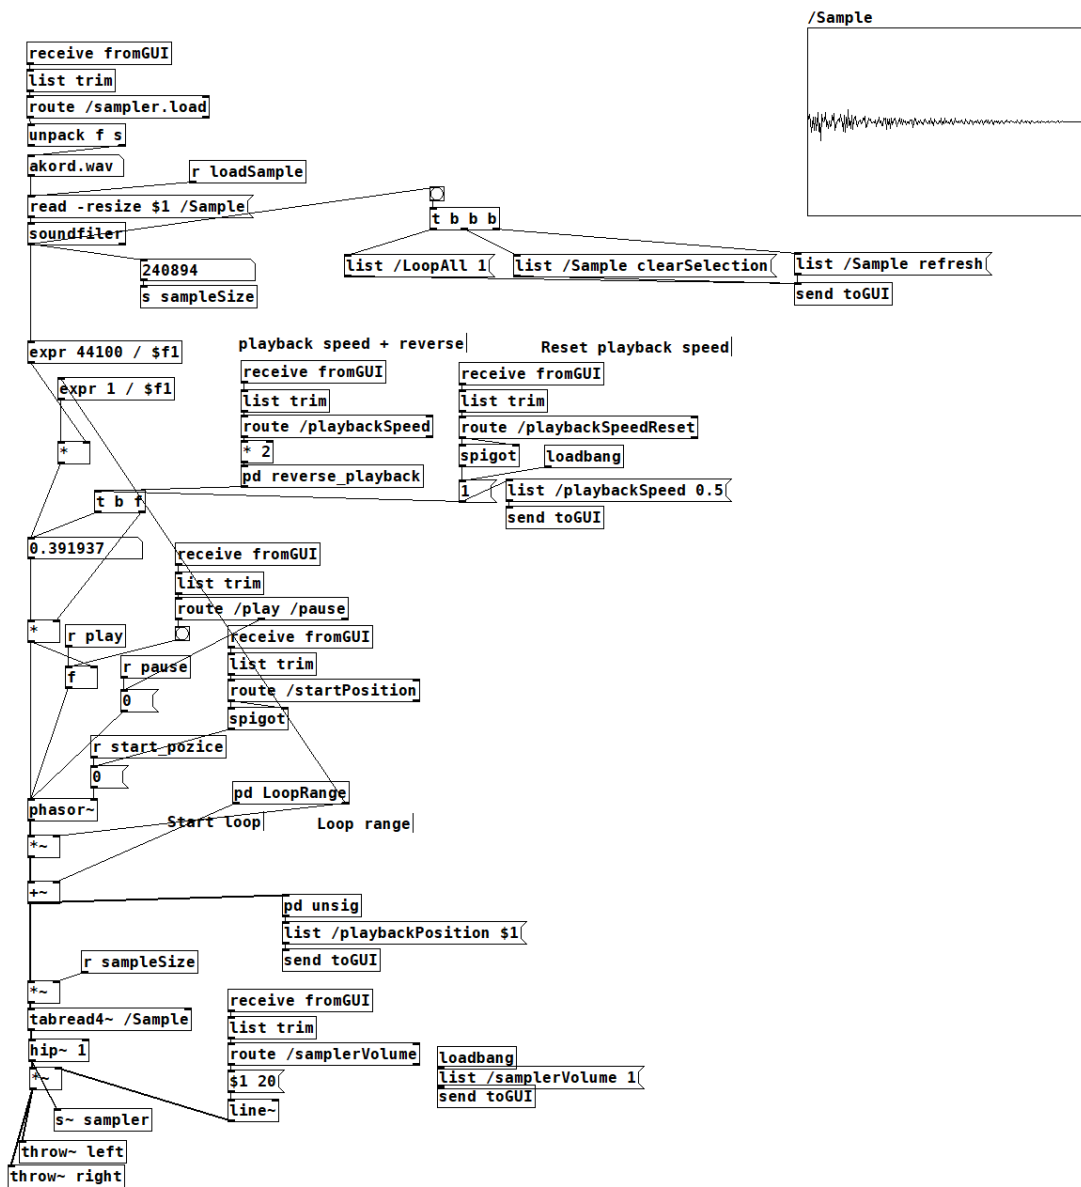 /Sample
receive fromGUI
list trim
route /sampler.load
unpack f s
akord.wav
r loadSample
read -resize $1 /Sample
soundfiler
240894
s sampleSize
t b b b
list /LoopAll 1
list /Sample clearSelection
list /Sample refresh
send toGUI
expr 44100 / $f1
expr 1 / $f1
*
playback speed + reverse
receive fromGUI
list trim
route /playbackSpeed
* 2
pd reverse_playback
Reset playback speed
receive fromGUI
list trim
route /playbackSpeedReset
spigot
loadbang
1
list /playbackSpeed 0.5
send toGUI
t b f
0.391937
receive fromGUI
list trim
route /play /pause
*
r play
f
r pause
0
receive fromGUI
list trim
route /startPosition
spigot
r start_pozice
0
pd LoopRange
phasor~
Start loop
Loop range
*~
+~
pd unsig
list /playbackPosition $1
send toGUI
r sampleSize
*~
tabread4~ /Sample
hip~ 1
*~
receive fromGUI
list trim
route /samplerVolume
$1 20
line~
loadbang
list /samplerVolume 1
send toGUI
s~ sampler
throw~ left
throw~ right